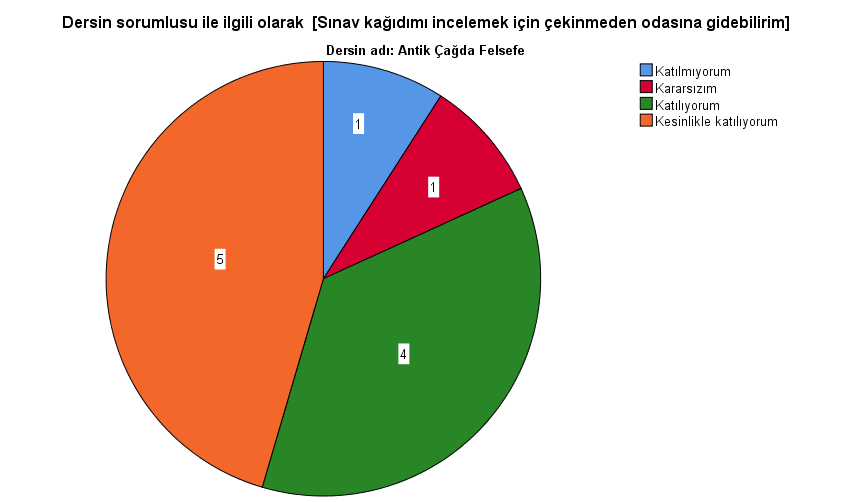 Dersin sorumlusu ile ilgili olarak  [Sınav kağıdımı incelemek için çekinmeden odasına gidebilirim]
Dersin adı: Antik Çağda Felsefe
Katılmıyorum
Kararsızım
Katılıyorum
Kesinlikle katılıyorum
1
1
5
4